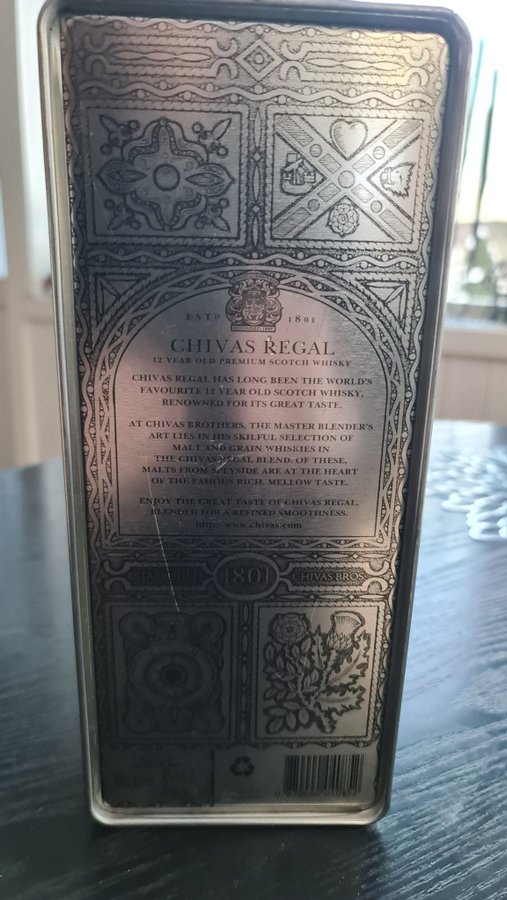 ESTD 1801
CHIVAS REGAL
12 YEAR OLD PREMIUM SCOTCH WHISKY
CHIVAS REGAL HAS LONG BEEN THE WORLD'S
FAVOURITE 12 YEAR OLD SCOTCH WHISKY,
RENOWNED FOR ITS GREAT TASTE.
AT CHIVAS BROTHERS, THE MASTER BLENDER'S
ART LIES IN HIS SKILFUL SELECTION OF
MALT AND GRAIN WHISKIES IN
THE CHIVAS REGAL BLEND. OF THESE,
MALTS FROM SPEYSIDE ARE AT THE HEART
OF THE FAMOUS RICH, MELLOW TASTE.
ENJOY THE GREAT TASTE OF CHIVAS REGAL,
BLENDED FOR A REFINED SMOOTHNESS.
http://www.chivas.com
ESTABLISHED 1801 CHIVAS BROS